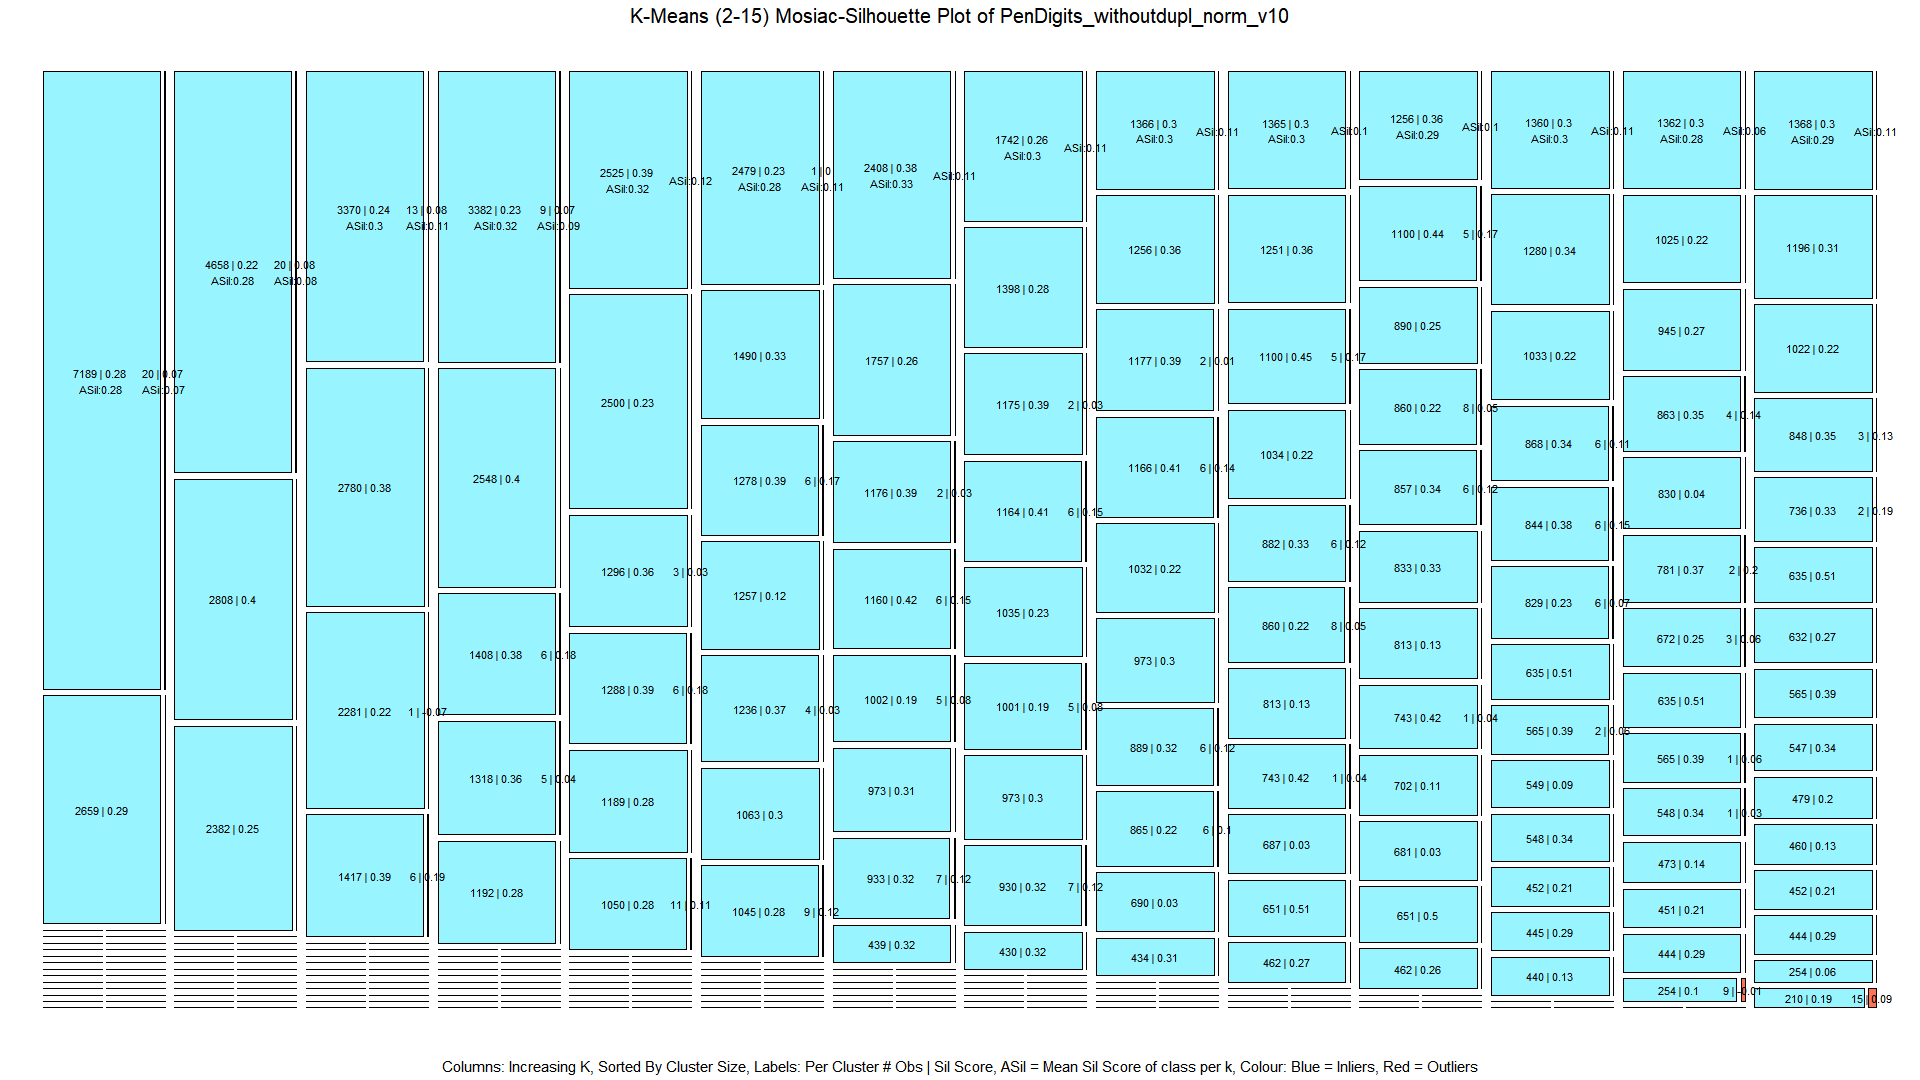 K-Means (2-15) Mosiac-Silhouette Plot of PenDigits_withoutdupl_norm_v10
7189 | 0.28 20 | 0.07
ASil:0.28 ASil:0.07
2659 | 0.29
4658 | 0.22 20 | 0.08
ASil:0.28 ASil:0.08
2808 | 0.4
2382 | 0.25
3370 | 0.24 13 | 0.08
ASil:0.3 ASil:0.11
2780 | 0.38
2281 | 0.22 1 | -0.07
1417 | 0.39 6 | 0.19
3382 | 0.23 9 | 0.07
ASil:0.32 ASil:0.09
2548 | 0.4
1408 | 0.38 6 | 0.18
1318 | 0.36 5 | 0.04
1192 | 0.28
2525 | 0.39
ASil:0.32 ASil:0.12
2500 | 0.23
1296 | 0.36 3 | 0.03
1288 | 0.39 6 | 0.18
1189 | 0.28
1050 | 0.28 11 | 0.11
2479 | 0.23 1 | 0
ASil:0.28 ASil:0.11
1490 | 0.33
1278 | 0.39 6 | 0.17
1257 | 0.12
1236 | 0.37 4 | 0.03
1063 | 0.3
1045 | 0.28 9 | 0.12
2408 | 0.38
ASil:0.33 ASil:0.11
1757 | 0.26
1176 | 0.39 2 | 0.03
1160 | 0.42 6 | 0.15
1002 | 0.19 5 | 0.08
973 | 0.31
933 | 0.32 7 | 0.12
439 | 0.32
1742 | 0.26
ASil:0.3 ASil:0.11
1398 | 0.28
1175 | 0.39 2 | 0.03
1164 | 0.41 6 | 0.15
1035 | 0.23
1001 | 0.19 5 | 0.08
973 | 0.3
930 | 0.32 7 | 0.12
430 | 0.32
1366 | 0.3
ASil:0.3 ASil:0.11
1256 | 0.36
1177 | 0.39 2 | 0.01
1166 | 0.41 6 | 0.14
1032 | 0.22
973 | 0.3
889 | 0.32 6 | 0.12
865 | 0.22 6 | 0.1
690 | 0.03
434 | 0.31
1365 | 0.3
ASil:0.3 ASil:0.1
1251 | 0.36
1100 | 0.45 5 | 0.17
1034 | 0.22
882 | 0.33 6 | 0.12
860 | 0.22 8 | 0.05
813 | 0.13
743 | 0.42 1 | 0.04
687 | 0.03
651 | 0.51
462 | 0.27
1256 | 0.36
ASil:0.29 ASil:0.1
1100 | 0.44 5 | 0.17
890 | 0.25
860 | 0.22 8 | 0.05
857 | 0.34 6 | 0.12
833 | 0.33
813 | 0.13
743 | 0.42 1 | 0.04
702 | 0.11
681 | 0.03
651 | 0.5
462 | 0.26
1360 | 0.3
ASil:0.3 ASil:0.11
1280 | 0.34
1033 | 0.22
868 | 0.34 6 | 0.11
844 | 0.38 6 | 0.15
829 | 0.23 6 | 0.07
635 | 0.51
565 | 0.39 2 | 0.06
549 | 0.09
548 | 0.34
452 | 0.21
445 | 0.29
440 | 0.13
1362 | 0.3
ASil:0.28 ASil:0.06
1025 | 0.22
945 | 0.27
863 | 0.35 4 | 0.14
830 | 0.04
781 | 0.37 2 | 0.2
672 | 0.25 3 | 0.06
635 | 0.51
565 | 0.39 1 | 0.06
548 | 0.34 1 | 0.03
473 | 0.14
451 | 0.21
444 | 0.29
254 | 0.1 9 | -0.01
1368 | 0.3
ASil:0.29 ASil:0.11
1196 | 0.31
1022 | 0.22
848 | 0.35 3 | 0.13
736 | 0.33 2 | 0.19
635 | 0.51
632 | 0.27
565 | 0.39
547 | 0.34
479 | 0.2
460 | 0.13
452 | 0.21
444 | 0.29
254 | 0.06
210 | 0.19 15 | 0.09
Columns: Increasing K, Sorted By Cluster Size, Labels: Per Cluster # Obs | Sil Score, ASil = Mean Sil Score of class per k, Colour: Blue = Inliers, Red = Outliers